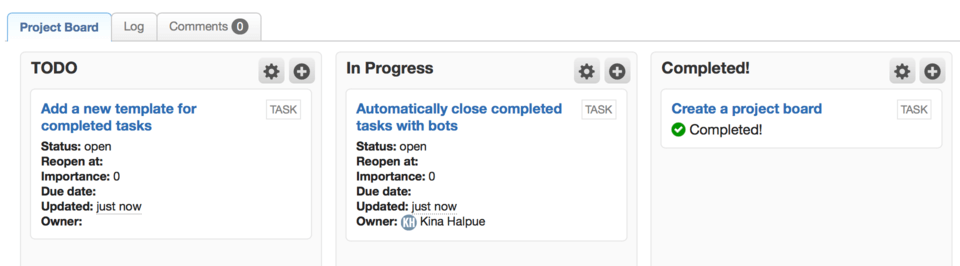 Project Board
Log
Comments 0
TODO
Add a new template for
completed tasks
TASK
Status: open
Reopen at:
Importance: 0
Due date:
Updated: just now
Owner:
In Progress
Automatically close completed
tasks with bots
TASK
Status: open
Reopen at:
Importance: 0
Due date:
Updated: just now
Owner: KH Kina Halpue
Completed!
Create a project board
TASK
Completed!